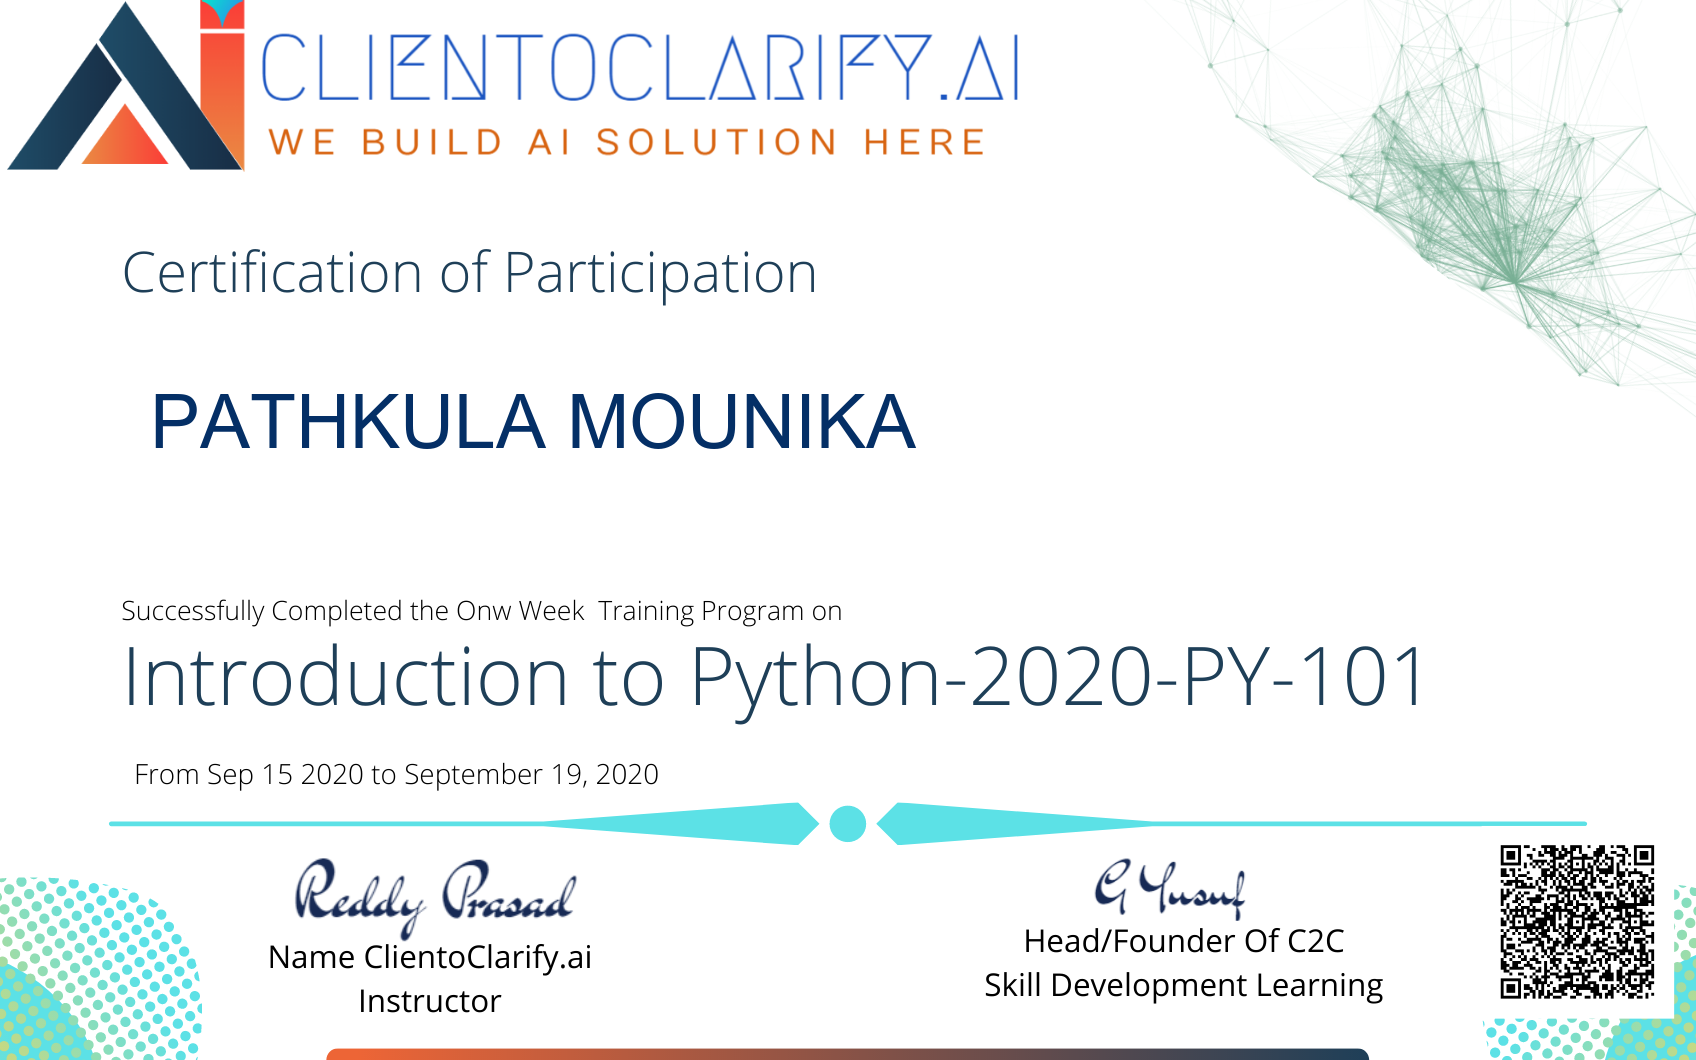 CLIENTOCLARIFY.AI
WE BUILD AI SOLUTION HERE
Certification of Participation
PATHKULA MOUNIKA
Successfully Completed the Onw Week Training Program on
Introduction to Python-2020-PY-101
From Sep 15 2020 to September 19, 2020
Reddy Prasad
Name ClientoClarify.ai
Instructor
G Yusuf
Head/Founder Of C2C
Skill Development Learning